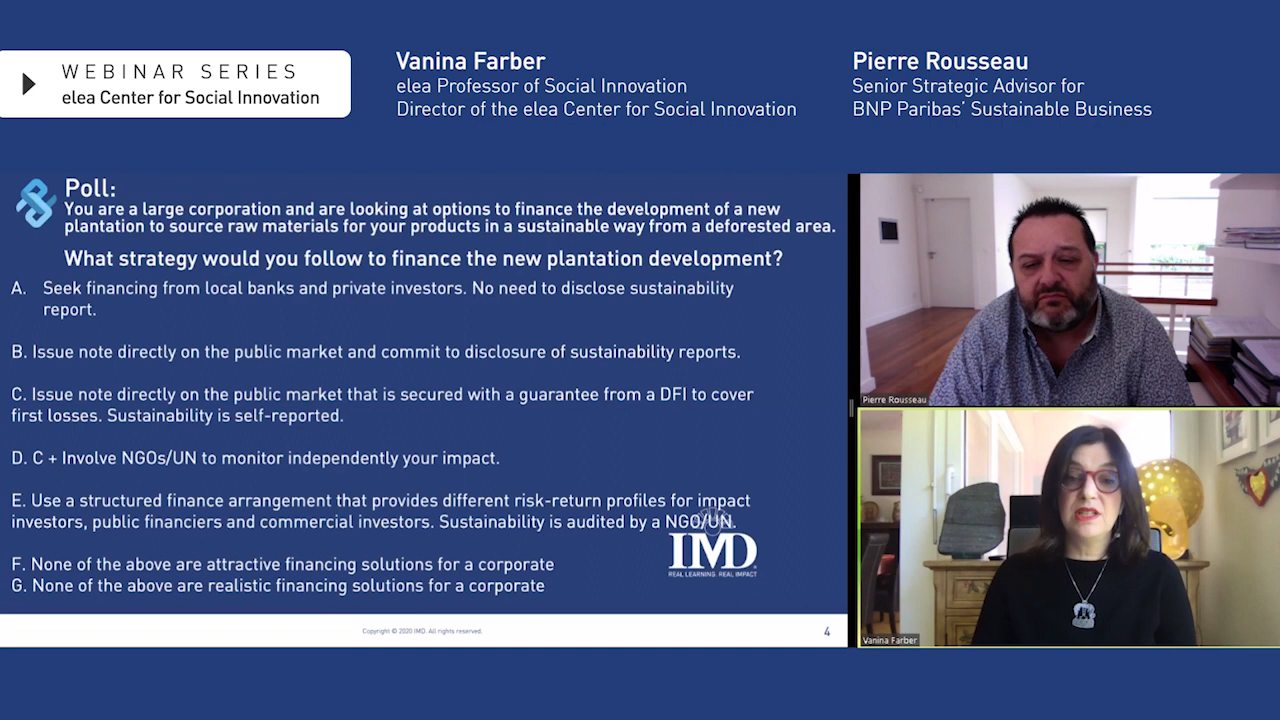 WEBINAR SERIES
elea Center for Social Innovation
Vanina Farber
elea Professor of Social Innovation
Director of the elea Center for Social Innovation
Pierre Rousseau
Senior Strategic Advisor for
BNP Paribas’ Sustainable Business
Poll:
You are a large corporation and are looking at options to finance the development of a new
plantation to source raw materials for your products in a sustainable way from a deforested area.
What strategy would you follow to finance the new plantation development?
A. Seek financing from local banks and private investors. No need to disclose sustainability
report.
B. Issue note directly on the public market and commit to disclosure of sustainability reports.
C. Issue note directly on the public market that is secured with a guarantee from a DFI to cover
first losses. Sustainability is self-reported.
D. C + Involve NGOs/UN to monitor independently your impact.
E. Use a structured finance arrangement that provides different risk-return profiles for impact
investors, public financiers and commercial investors. Sustainability is audited by a NGO/UN.
F. None of the above are attractive financing solutions for a corporate
G. None of the above are realistic financing solutions for a corporate
IMD
REAL LEARNING. REAL IMPACT
Copyright © 2020 IMD. All rights reserved.
4
Pierre Rousseau
Vanina Farber